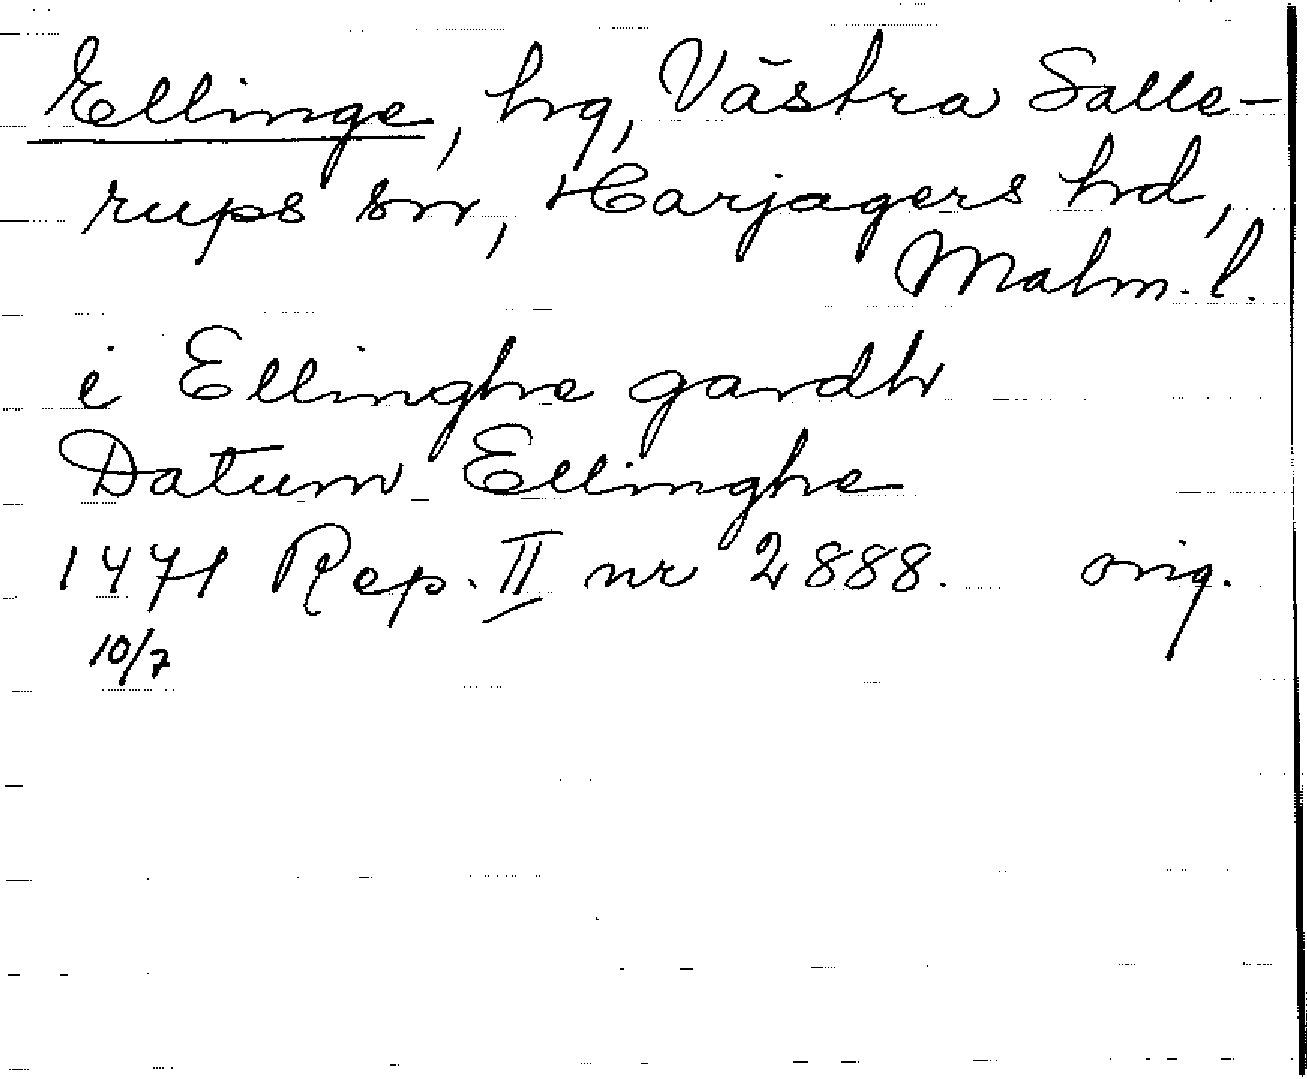 Ellinge, hg, Västra Salle-
rups sn, Harjagers hd,
Malm. l.
i Ellinghe gardh
Datum Ellinghe
1471 Rep. II nr 2888. orig.
10/7